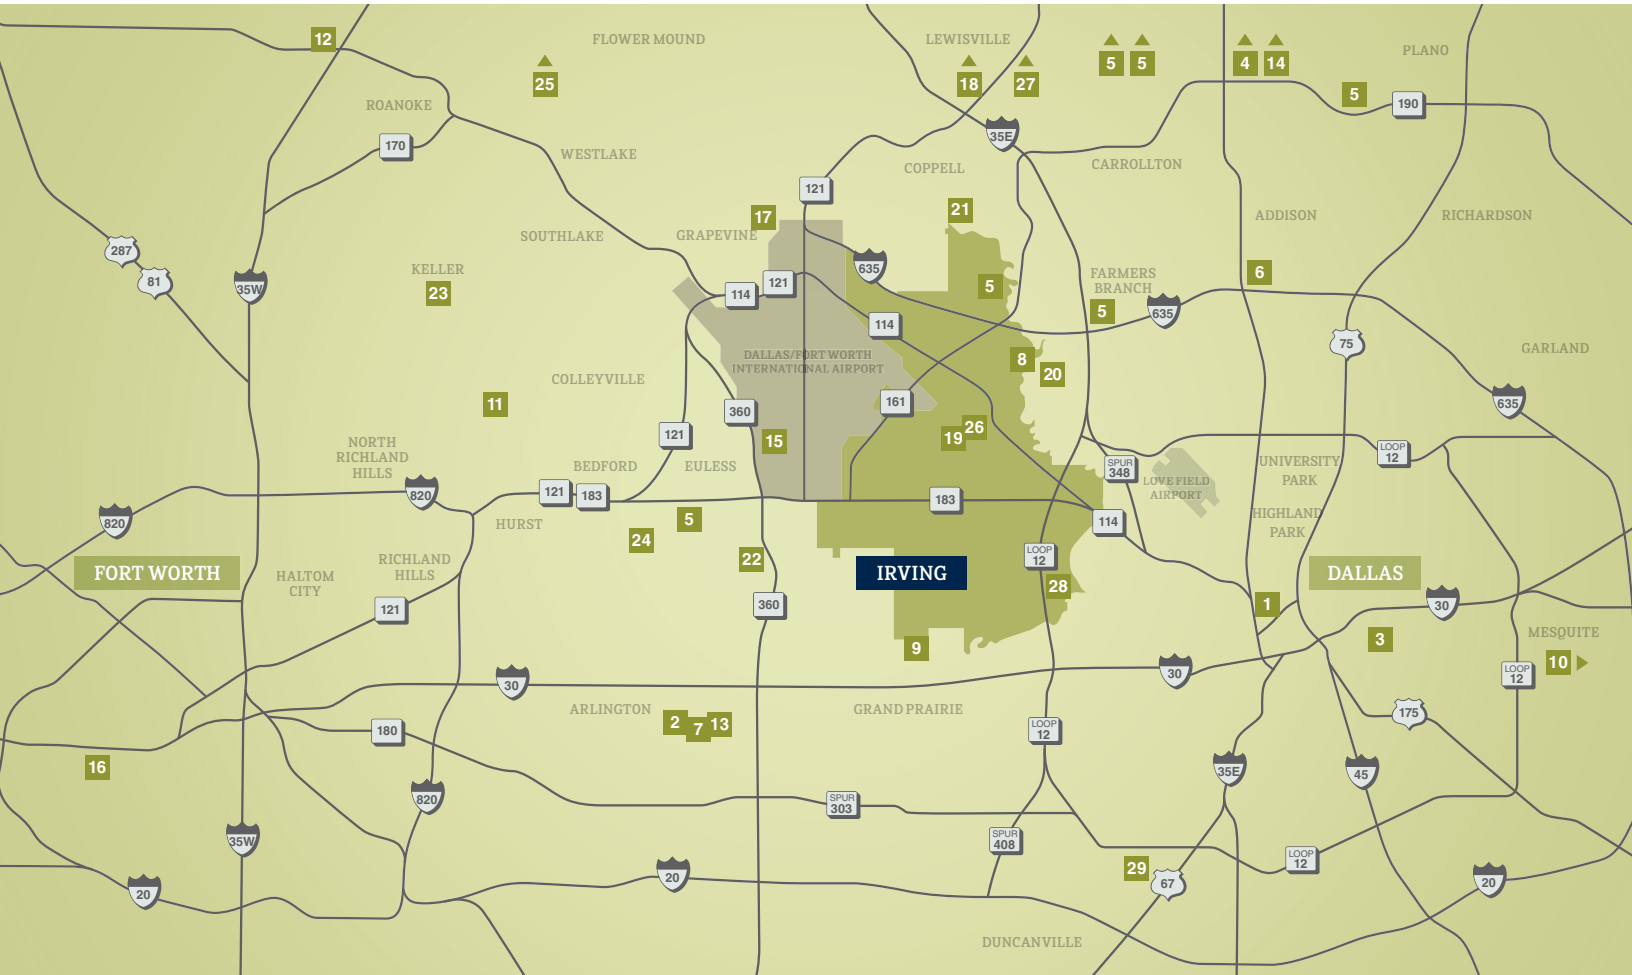 12
FLOWER MOUND
LEWISVILLE
PLANO
25
18
27
5
5
4
14
5
190
ROANOKE
170
WESTLAKE
35E
COPPELL
CARROLLTON
121
17
21
ADDISON
RICHARDSON
SOUTHLAKE
GRAPEVINE
287
81
35W
KELLER
23
114
121
635
5
FARMERS
BRANCH
5
635
6
114
75
GARLAND
DALLAS/FORT WORTH
INTERNATIONAL AIRPORT
8
20
COLLEYVILLE
11
360
161
635
121
15
19
26
NORTH
RICHLAND
HILLS
BEDFORD
EULESS
LOOP
12
UNIVERSITY
PARK
SPUR
348
LOVE FIELD
AIRPORT
820
820
121
183
183
HURST
5
24
114
HIGHLAND
PARK
22
LOOP
12
FORT WORTH
HALTOM
CITY
RICHLAND
HILLS
IRVING
28
DALLAS
121
360
1
30
3
MESQUITE
10
9
30
30
LOOP
12
ARLINGTON
2
7
13
GRAND PRAIRIE
175
180
LOOP
12
16
35E
45
820
SPUR
303
35W
SPUR
408
LOOP
12
29
67
20
20
20
DUNCANVILLE